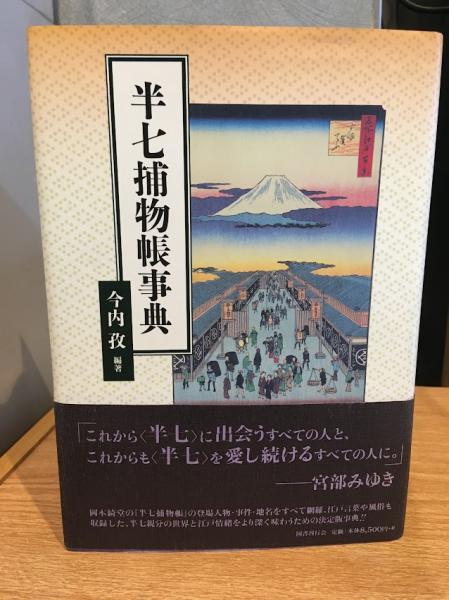 半七捕物帳事典
今内孜
編著
「これから〈半七〉に出会うすべての人と、
これからも〈半七〉を愛し続けるすべての人に。」
――宮部みゆき
岡本綺堂の『半七捕物帳』の登場人物・事件・地名をすべて網羅、江戸言葉や風俗も
収録した、半七親分の世界と江戸情緒をより深く味わうための決定版事典!!
国書刊行会 定価:本体8,500円+税